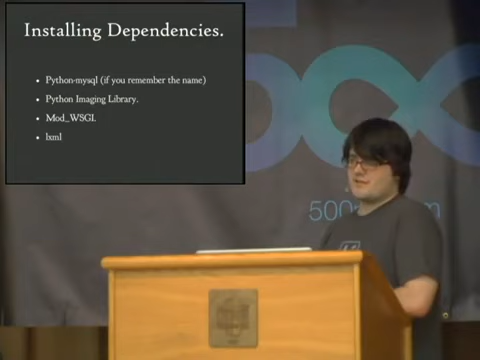 Installing Dependencies.
Python-mysql (if you remember the name)
Python Imaging Library.
Mod_WSGI.
lxml